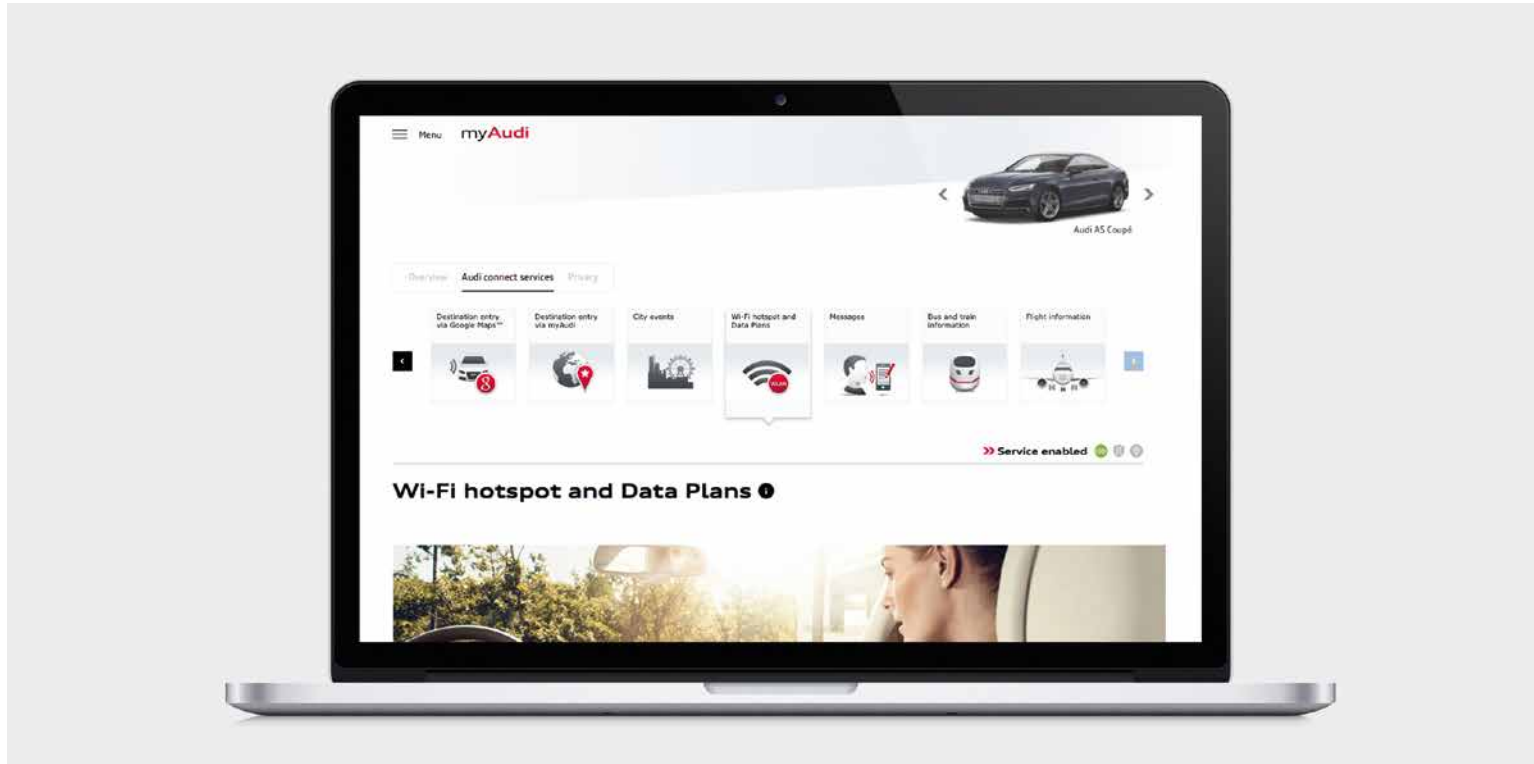 Menu myAudi
Audi A5 Coupé
Overview Audi connect services Privacy
Destination entry
via Google Maps™
Destination entry
via myAudi
City events
Wi-Fi hotspot and
Data Plans
Messages
Bus and train
information
Flight information
8
WLAN
Service enabled
Wi-Fi hotspot and Data Plans